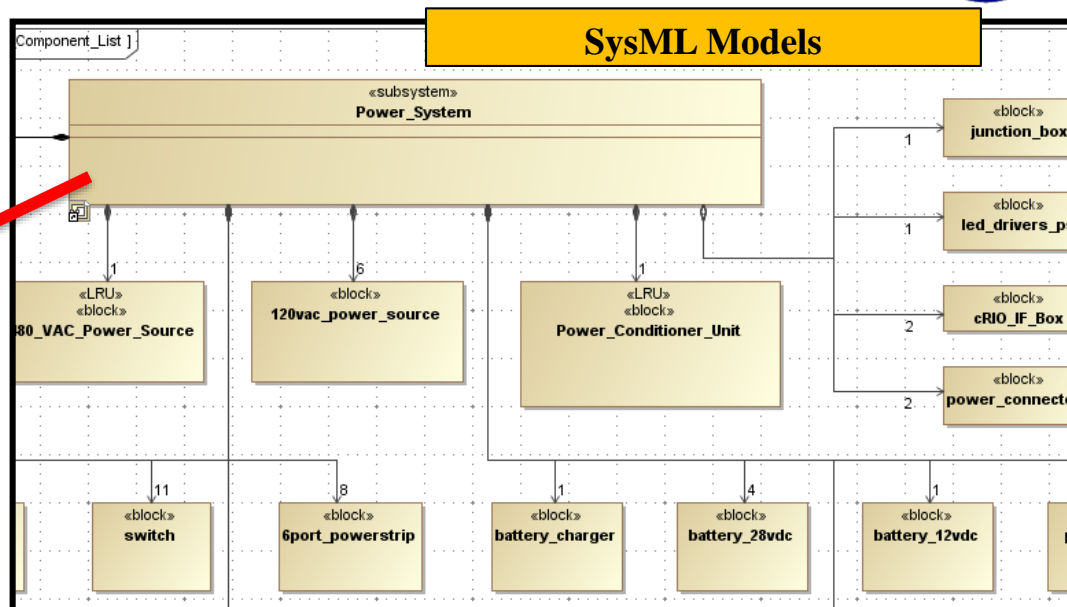 SysML Models
Component_List ]
«subsystem»
Power_System
«block»
junction_box
1
«block»
led_drivers_p
1
1
6
1
«LRU»
«block»
80_VAC_Power_Source
«block»
120vac_power_source
«LRU»
«block»
Power_Conditioner_Unit
«block»
cRIO_IF_Box
2
«block»
power_connect
2
11
8
1
4
1
«block»
switch
«block»
6port_powerstrip
«block»
battery_charger
«block»
battery_28vdc
«block»
battery_12vdc